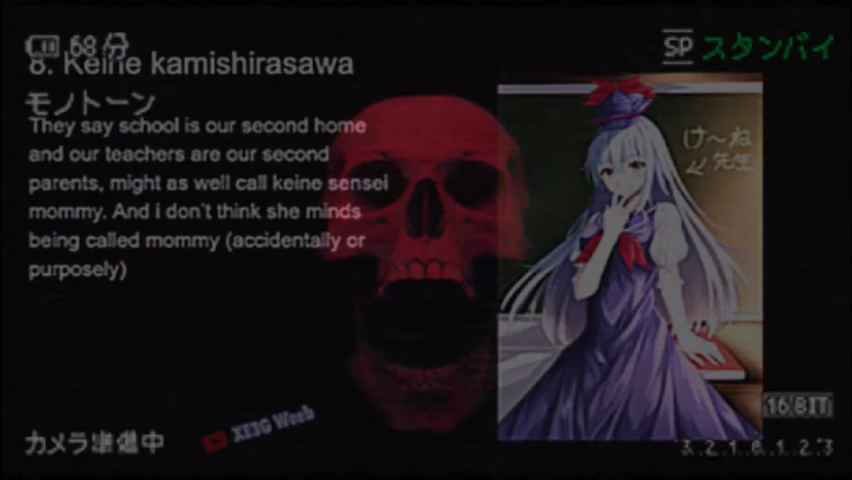 68分
SP スタンバイ
8. Keine kamishirasawa
モノトーン
They say school is our second home
and our teachers are our second
parents, might as well call keine sensei
mommy. And i don't think she minds
being called mommy (accidentally or
purposely)
け〜ね
先生
XE3G Weeb
16BIT
カメラ準備中